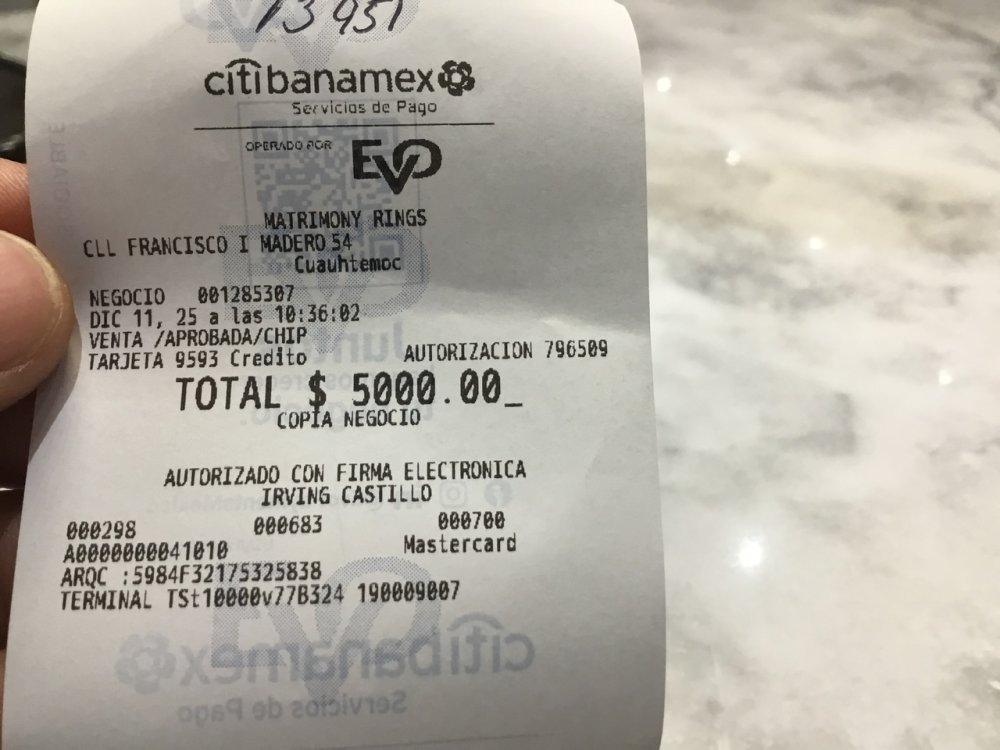 13951
citibanamex
Servicios de Pago
OPERADO POR EVO
MATRIMONY RINGS
CLL FRANCISCO I MADERO 54
Cuauhtemoc
NEGOCIO 001285307
DIC 11, 25 a las 10:36:02
VENTA /APROBADA/CHIP
TARJETA 9593 Credito AUTORIZACION 796509
TOTAL $ 5000.00_
COPIA NEGOCIO
AUTORIZADO CON FIRMA ELECTRONICA
IRVING CASTILLO
000298 000683 000700
A0000000041010 Mastercard
ARQC :5984F32175325838
TERMINAL TSt10000v77B324 190009007
citibanamex
Servicios de Pago